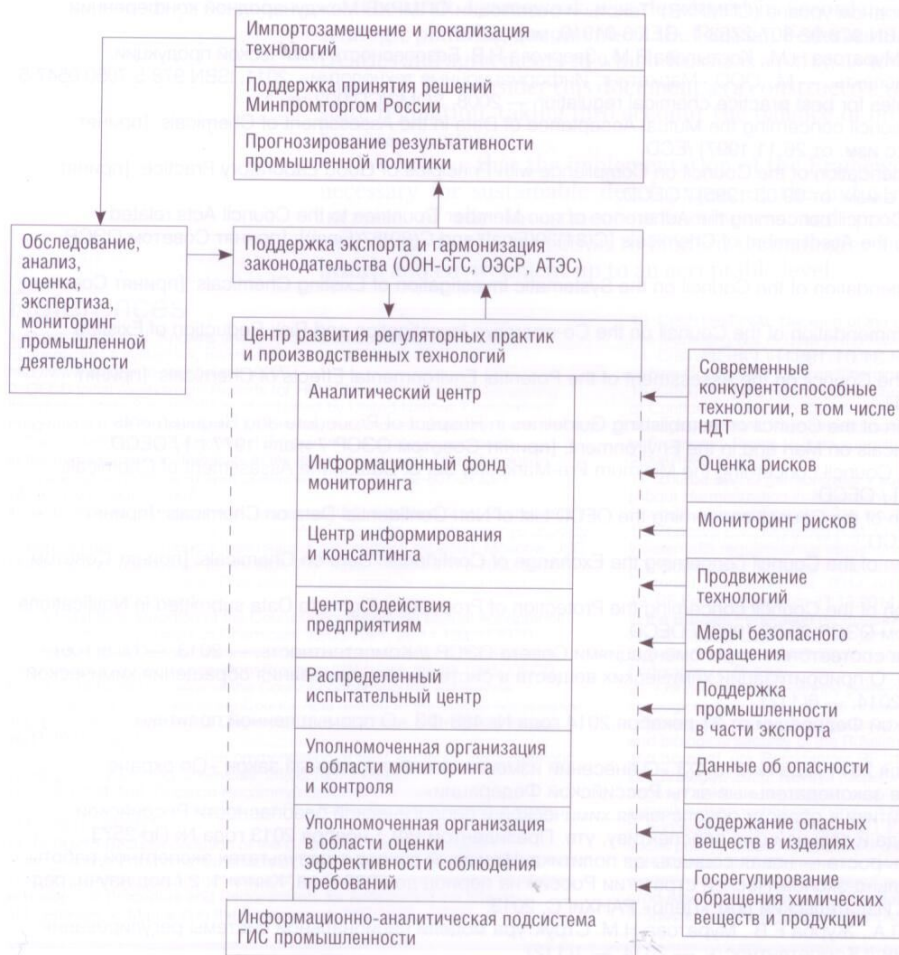 Импортозамещение и локализация
технологий
Поддержка принятия решений
Минпромторгом России
Прогнозирование результативности
промышленной политики
Обследование,
анализ,
оценка,
экспертиза,
мониторинг
промышленной
деятельности
Поддержка экспорта и гармонизация
законодательства (ООН-СГС, ОЭСР, АТЭС)
Центр развития регуляторных практик
и производственных технологий
Аналитический центр
Информационный фонд
мониторинга
Центр информирования
и консалтинга
Центр содействия
предприятиям
Распределенный
испытательный центр
Уполномоченная организация
в области мониторинга
и контроля
Уполномоченная организация
в области оценки
эффективности соблюдения
требований
Информационно-аналитическая подсистема
ГИС промышленности
Современные
конкурентоспособные
технологии, в том числе
НДТ
Оценка рисков
Мониторинг рисков
Продвижение
технологий
Меры безопасного
обращения
Поддержка
промышленности
в части экспорта
Данные об опасности
Содержание опасных
веществ в изделиях
Госрегулирование
обращения химических
веществ и продукции